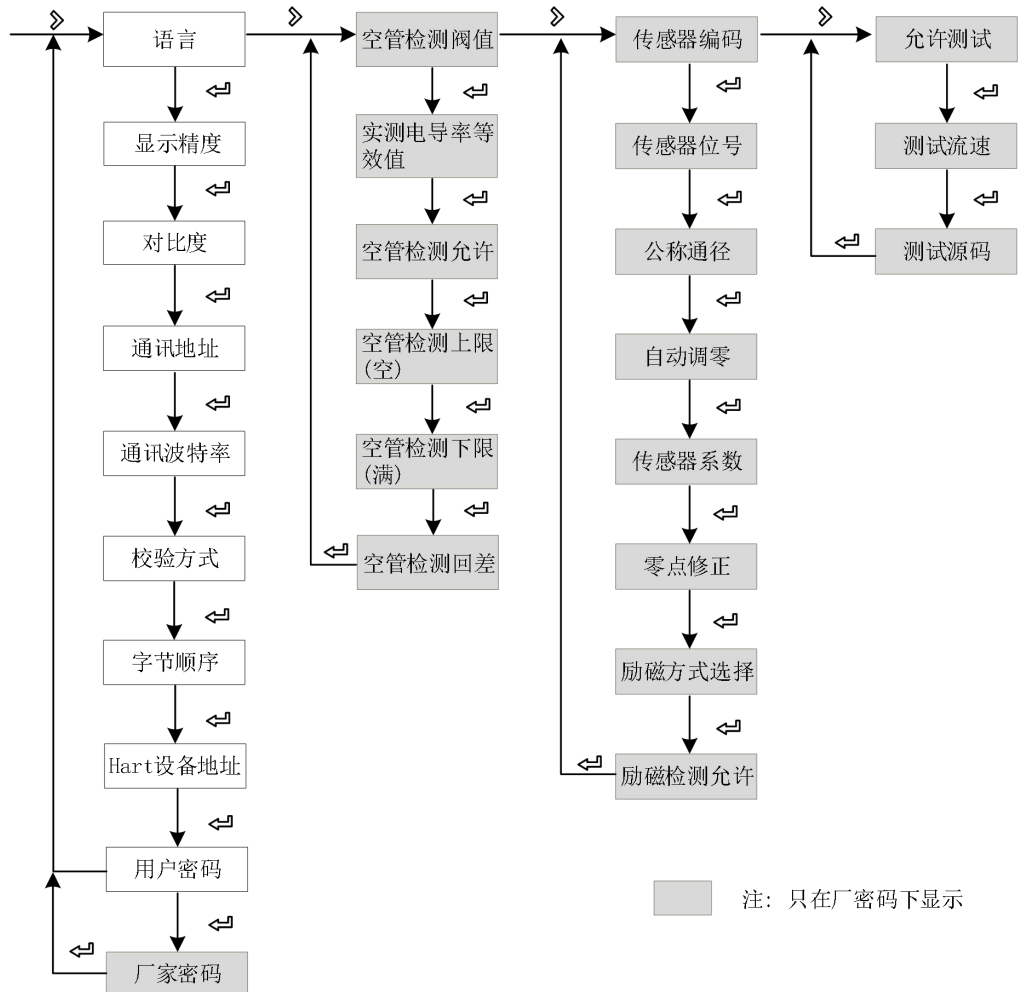 语言
显示精度
对比度
通讯地址
通讯波特率
校验方式
字节顺序
Hart设备地址
用户密码
厂家密码
空管检测阀值
实测电导率等
效值
空管检测允许
空管检测上限
(空)
空管检测下限
(满)
空管检测回差
传感器编码
传感器位号
公称通径
自动调零
传感器系数
零点修正
励磁方式选择
励磁检测允许
允许测试
测试流速
测试源码
注: 只在厂密码下显示